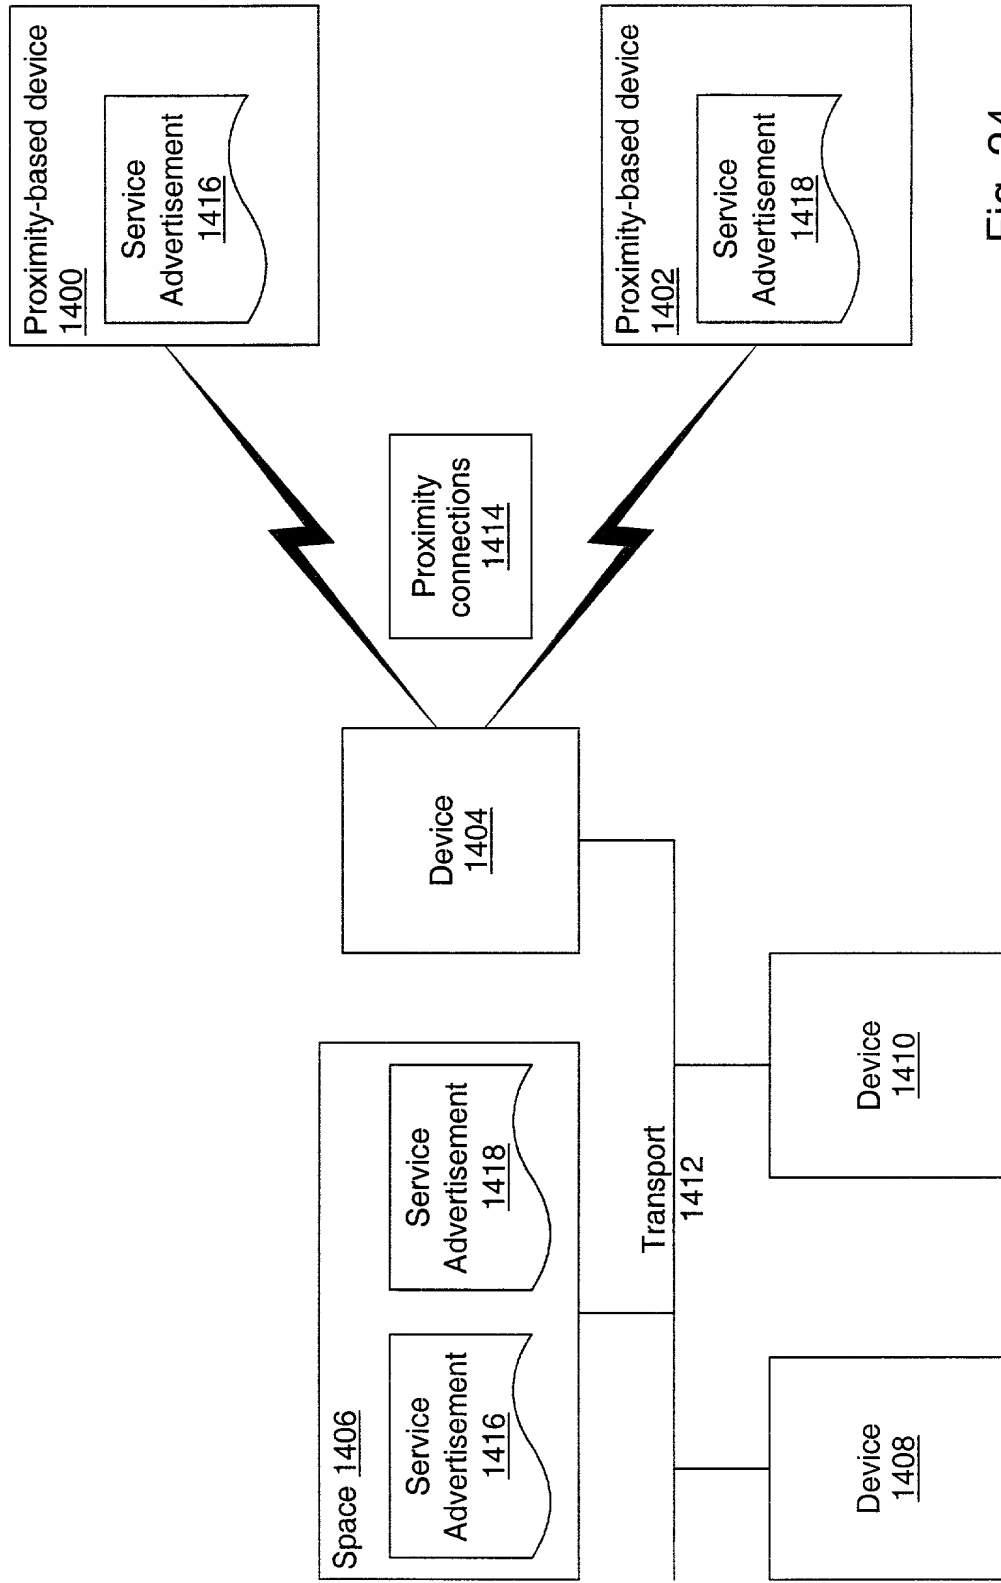 Proximity-based device
1400
Service
Advertisement
1416
Proximity-based device
1402
Service
Advertisement
1418
Proximity
connections
1414
Device
1404
Space 1406
Service
Advertisement
1416
Service
Advertisement
1418
Transport
1412
Device
1408
Device
1410
Fig.